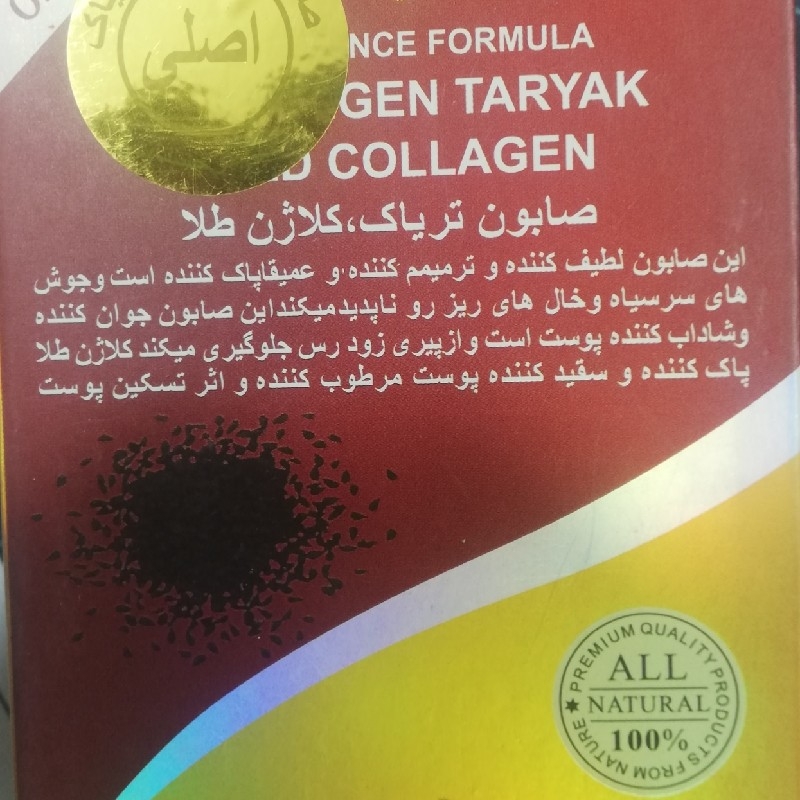 اصلی
NCE FORMULA
GEN TARYAK
COLLAGEN
صابون تریاک،کلاژن طلا
این صابون لطیف کننده و ترمیمم کننده و عمیقاپاک کننده است وجوش
های سرسیاه وخال های ریز رو ناپدیدمیکنداین صابون جوان کننده
وشاداب کننده پوست است وازپیری زود رس جلوگیری میکند کلاژن طلا
پاک کننده و سقید کننده پوست مرطوب کننده و اثر تسکین پوست
PREMIUM QUALITY PRODUCTS FROM NATURE
ALL
NATURAL
100%